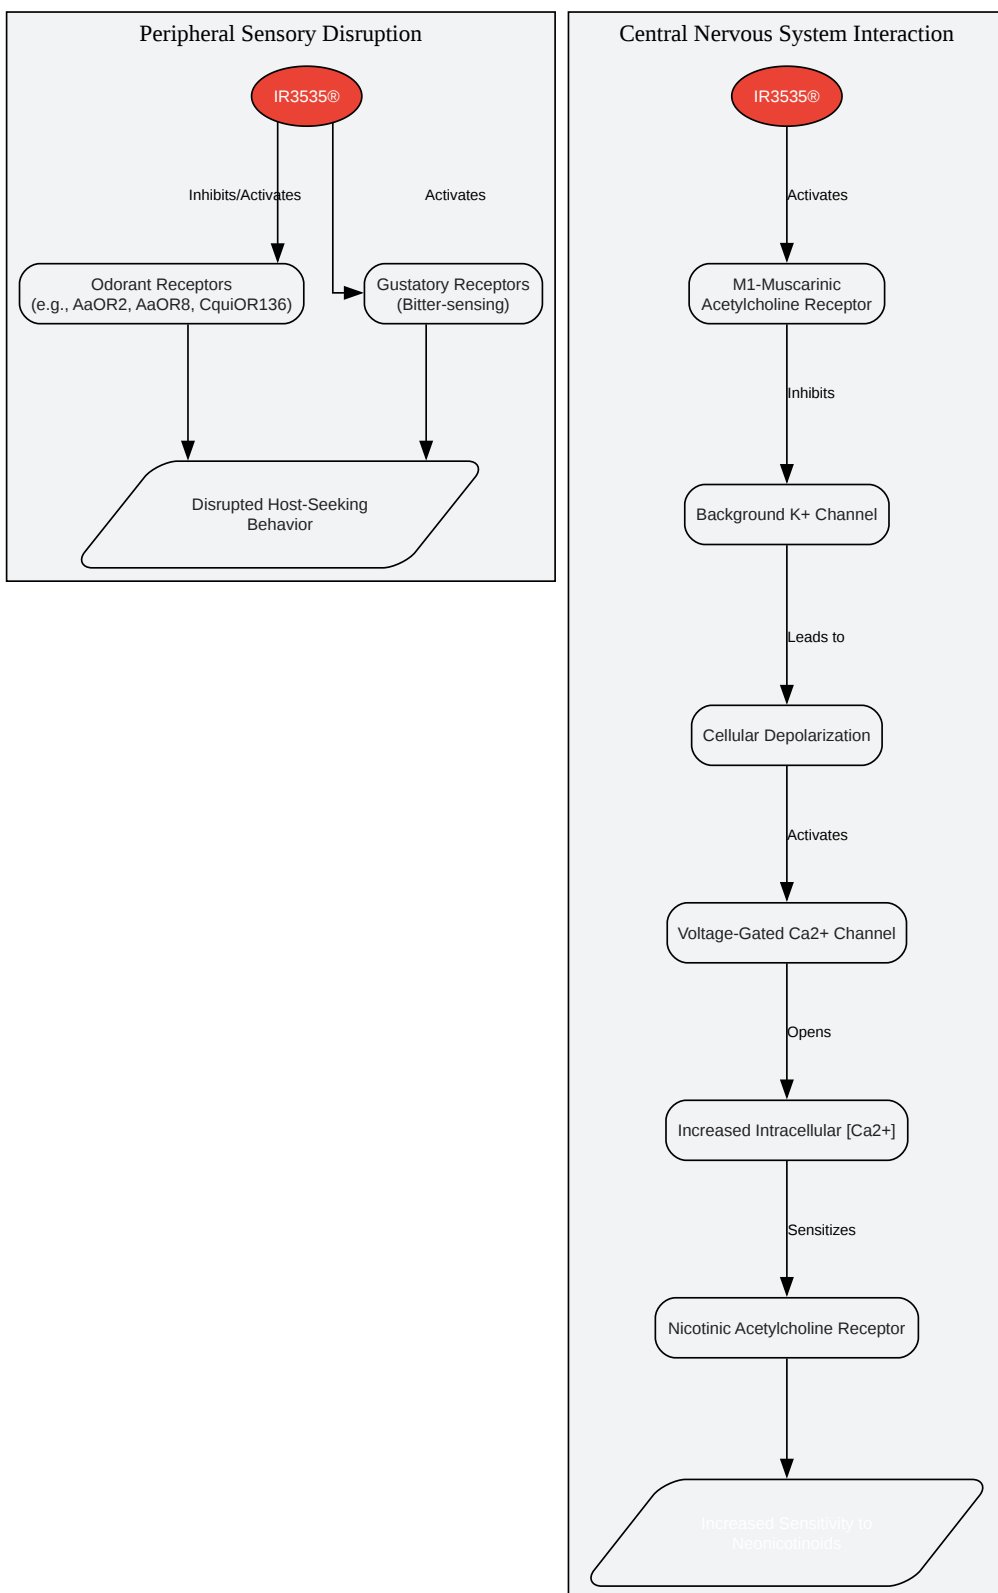 Peripheral Sensory Disruption
IR3535®
Inhibits/Activates
Activates
Odorant Receptors
(e.g., AaOR2, AaOR8, CquiOR136)
Gustatory Receptors
(Bitter-sensing)
Disrupted Host-Seeking
Behavior
Central Nervous System Interaction
IR3535®
Activates
M1-Muscarinic
Acetylcholine Receptor
Inhibits
Background K+ Channel
Leads to
Cellular Depolarization
Activates
Voltage-Gated Ca2+ Channel
Opens
Increased Intracellular [Ca2+]
Sensitizes
Nicotinic Acetylcholine Receptor
Increased Sensitivity to
Neonicotinoids